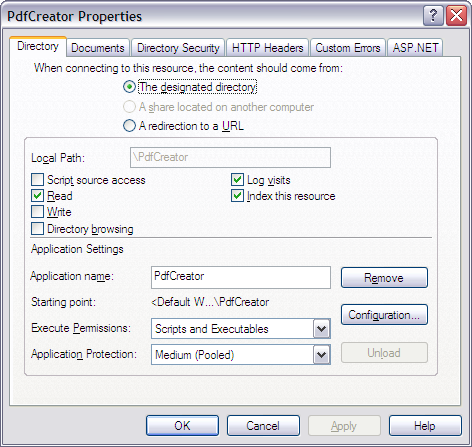 PdfCreator Properties
Directory Documents Directory Security HTTP Headers Custom Errors ASP.NET
When connecting to this resource, the content should come from:
The designated directory
A share located on another computer
A redirection to a URL
Local Path: \PdfCreator
Script source access Log visits
Read Index this resource
Write
Directory browsing
Application Settings
Application name: PdfCreator Remove
Starting point: <Default W...\PdfCreator
Configuration...
Execute Permissions: Scripts and Executables
Application Protection: Medium (Pooled) Unload
OK Cancel Apply Help